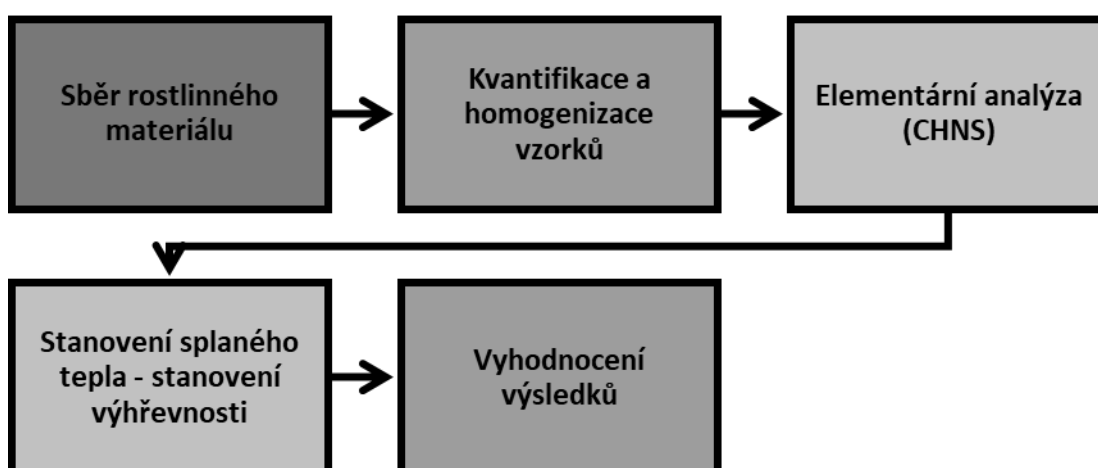 Sběr rostlinného
materiálu
Kvantifikace a
homogenizace
vzorků
Elementární analýza
(CHNS)
Stanovení splaného
tepla - stanovení
výhřevnosti
Vyhodnocení
výsledků